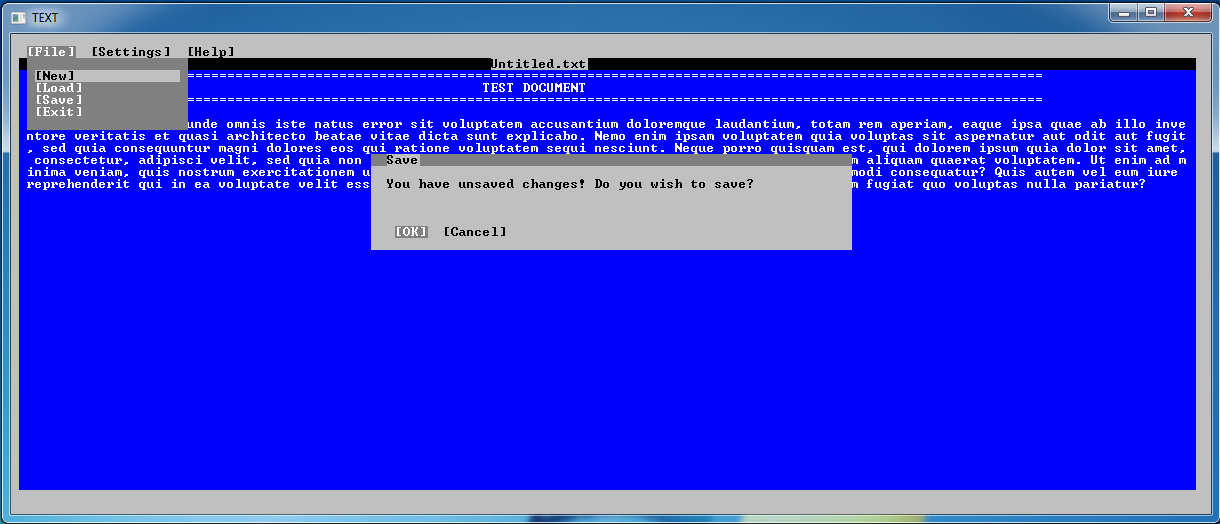 TEXT
[File] [Settings] [Help]
Untitled.txt
[New]
[Load]
[Save]
[Exit]
================================================================================
TEST DOCUMENT
================================================================================
unde omnis iste natus error sit voluptatem accusantium doloremque laudantium, totam rem aperiam, eaque ipsa quae ab illo inve
ntore veritatis et quasi architecto beatae vitae dicta sunt explicabo. Nemo enim ipsam voluptatem quia voluptas sit aspernatur aut odit aut fugit
, sed quia consequuntur magni dolores eos qui ratione voluptatem sequi nesciunt. Neque porro quisquam est, qui dolorem ipsum quia dolor sit amet,
consectetur, adipisci velit, sed quia non m aliquam quaerat voluptatem. Ut enim ad m
inima veniam, quis nostrum exercitationem u modi consequatur? Quis autem vel eum iure
reprehenderit qui in ea voluptate velit ess m fugiat quo voluptas nulla pariatur?
Save
You have unsaved changes! Do you wish to save?
[OK] [Cancel]